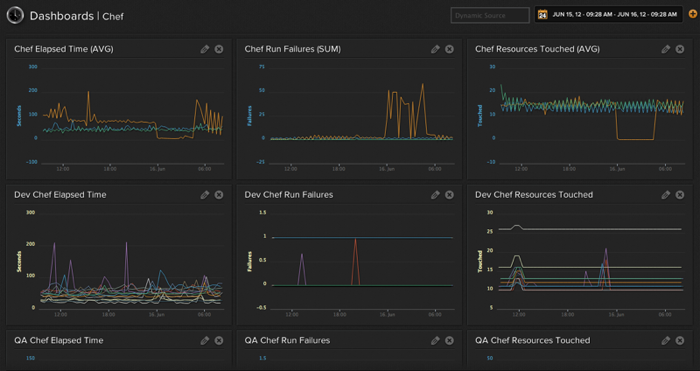 Dashboards | Chef
Dynamic Source
24
JUN 15, 12 - 09:28 AM - JUN 16, 12 - 09:28 AM
Chef Elapsed Time (AVG)
300
200
100
0
-100
Seconds
12:00
18:00
16. Jun
06:00
Chef Run Failures (SUM)
75
50
25
0
-25
Failures
12:00
18:00
16. Jun
06:00
Chef Resources Touched (AVG)
30
20
10
0
-10
Touched
12:00
18:00
16. Jun
06:00
Dev Chef Elapsed Time
300
200
100
0
Seconds
12:00
18:00
16. Jun
06:00
Dev Chef Run Failures
1.5
1
0.5
0
-0.5
Failures
12:00
18:00
16. Jun
06:00
Dev Chef Resources Touched
30
25
20
15
10
5
Touched
12:00
18:00
16. Jun
06:00
QA Chef Elapsed Time
150
QA Chef Run Failures
1.5
QA Chef Resources Touched
50